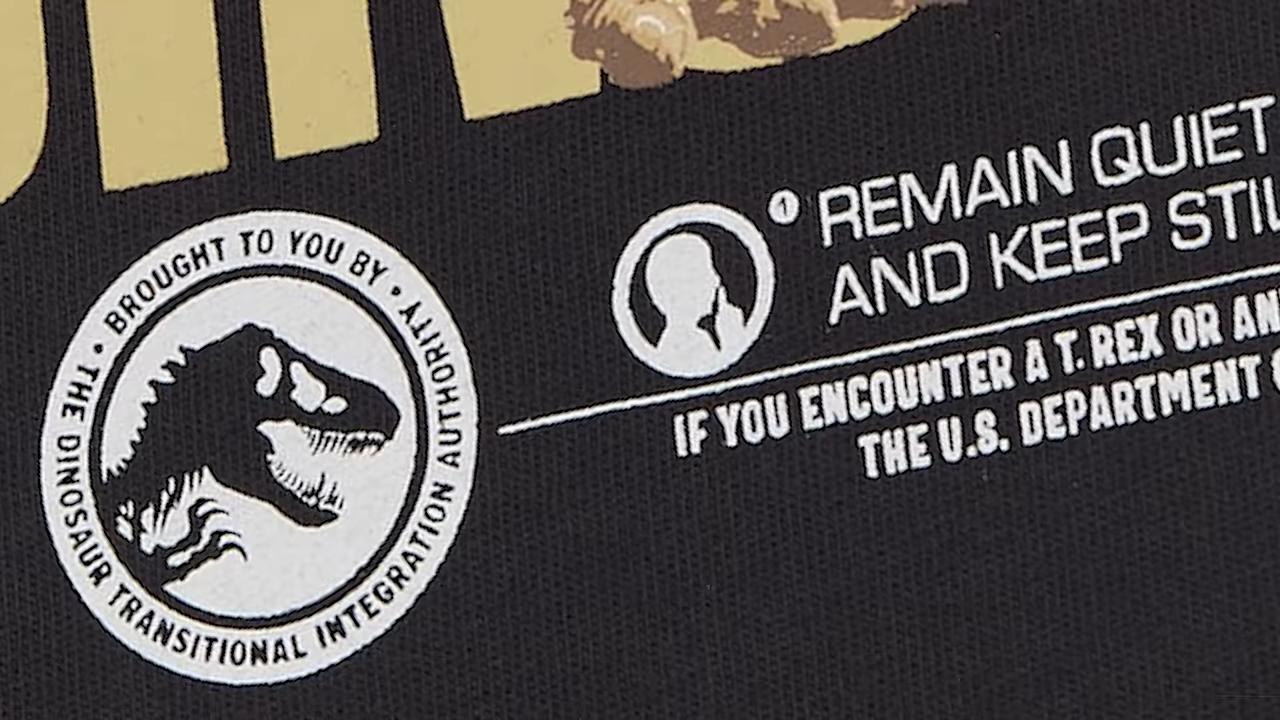 BROUGHT TO YOU BY •
THE DINOSAUR TRANSITIONAL INTEGRATION AUTHORITY •
1
REMAIN QUIET
AND KEEP
IF YOU ENCOUNTER A T. REX OR
THE U.S. DEPARTMENT